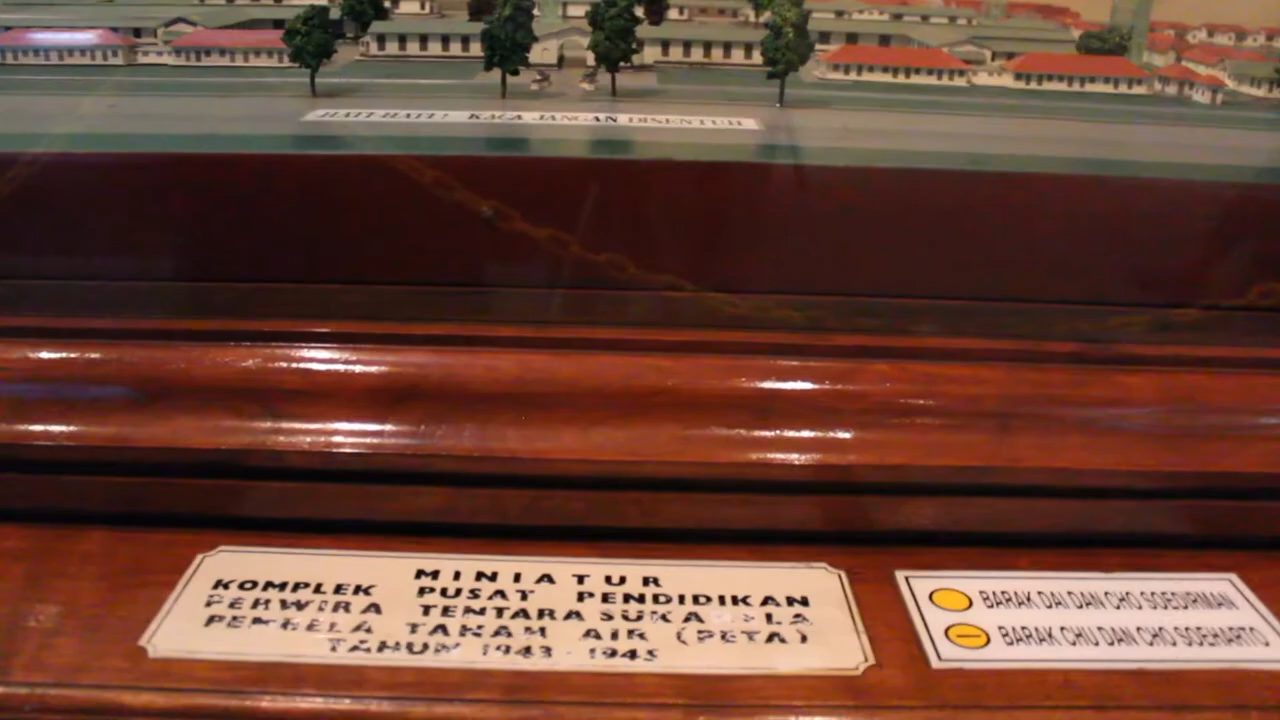 HATI-HATI! KACA JANGAN DISENTUH
MINIATUR
KOMPLEK PUSAT PENDIDIKAN
PERWIRA TENTARA SUKARELA
PEMBELA TANAH AIR (PETA)
TAHUN 1943 - 1945
BARAK DAI DAN CHO SOEDIRMAN
BARAK CHU DAN CHO SOEHARTO